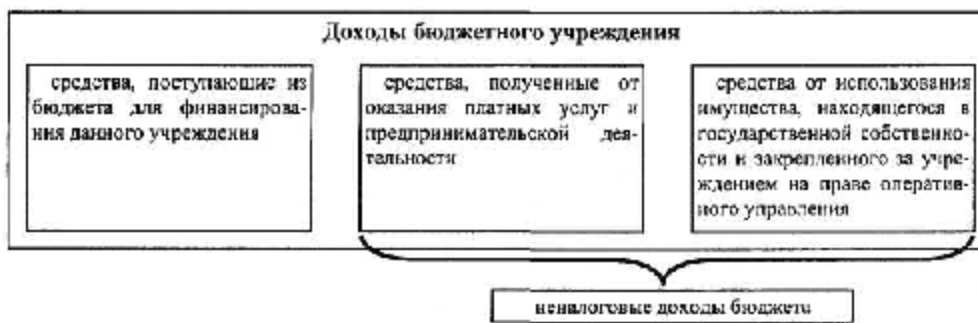 Доходы бюджетного учреждения
средства, поступающие из
бюджета для финансирова-
ния данного учреждения
средства, полученные от
оказания платных услуг и
предпринимательской дея-
тельности
средства от использования
имущества, находящегося в
государственной собственно-
сти и закрепленного за учре-
ждением на праве оператив-
ного управления
неналоговые доходы бюджета